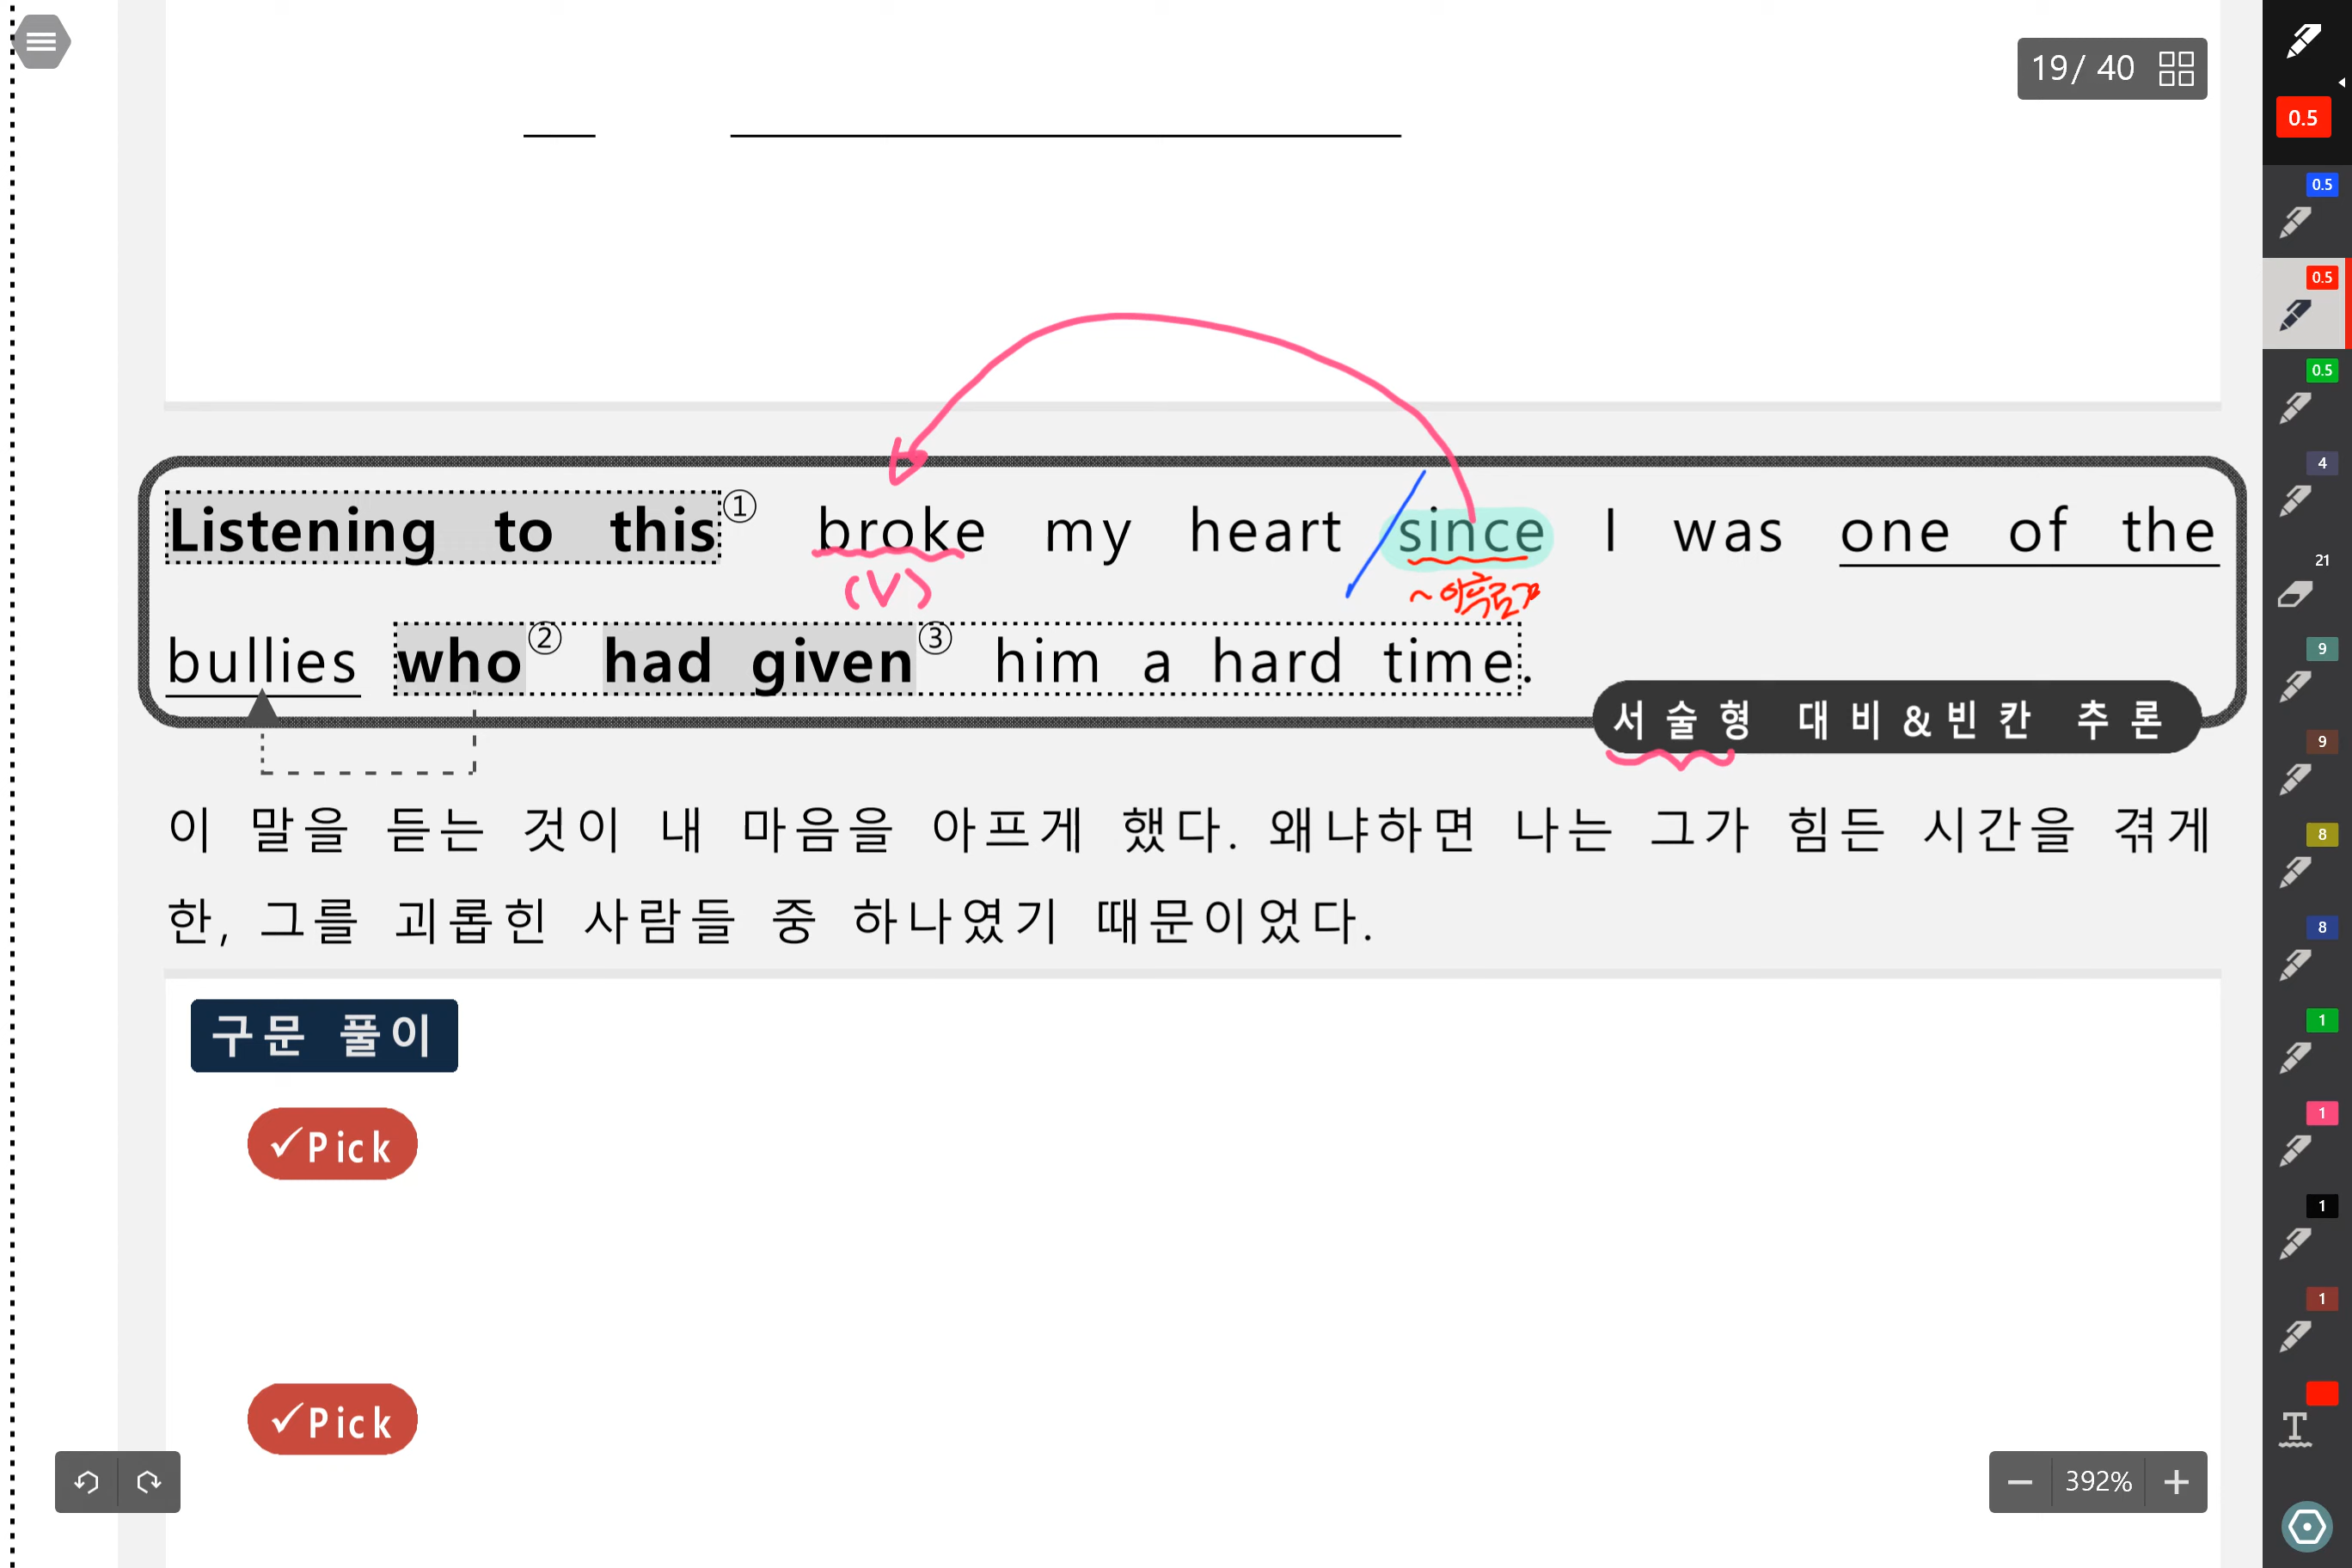 19/ 40
0.5
0.5
0.5
0.5
4
21
9
9
8
8
1
1
1
1
Listening to this① broke my heart since I was one of the
(V)
bullies who② had given③ him a hard time.
서술형 대비&빈칸 추론
이 말을 듣는 것이 내 마음을 아프게 했다. 왜냐하면 나는 그가 힘든 시간을 겪게
한, 그를 괴롭힌 사람들 중 하나였기 때문이었다.
구문 풀이
✓Pick
✓Pick
392%